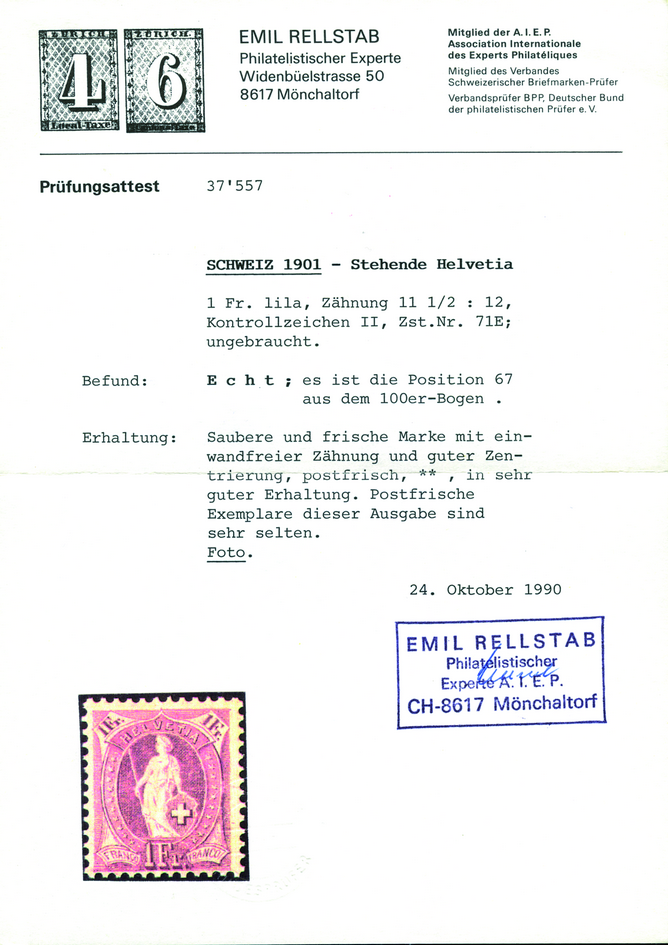 ZÜRICH.
4
Local-Taxe
ZÜRICH.
6
EMIL RELLSTAB
Philatelistischer Experte
Widenbüelstrasse 50
8617 Mönchaltorf
Mitglied der A. I. E. P.
Association Internationale
des Experts Philatéliques
Mitglied des Verbandes
Schweizerischer Briefmarken-Prüfer
Verbandsprüfer BPP, Deutscher Bund
der philatelistischen Prüfer e. V.
Prüfungsattest 37'557
SCHWEIZ 1901 - Stehende Helvetia
1 Fr. lila, Zähnung 11 1/2 : 12,
Kontrollzeichen II, Zst.Nr. 71E;
ungebraucht.
Befund: E c h t ; es ist die Position 67
aus dem 100er-Bogen .
Erhaltung: Saubere und frische Marke mit ein-
wandfreier Zähnung und guter Zen-
trierung, postfrisch, ** , in sehr
guter Erhaltung. Postfrische
Exemplare dieser Ausgabe sind
sehr selten.
Foto.
24. Oktober 1990
EMIL RELLSTAB
Philatelistischer
Experte A. I. E. P.
CH-8617 Mönchaltorf
1Fr. 1Fr.
HELVETIA
FRANCO 1Fr. FRANCO